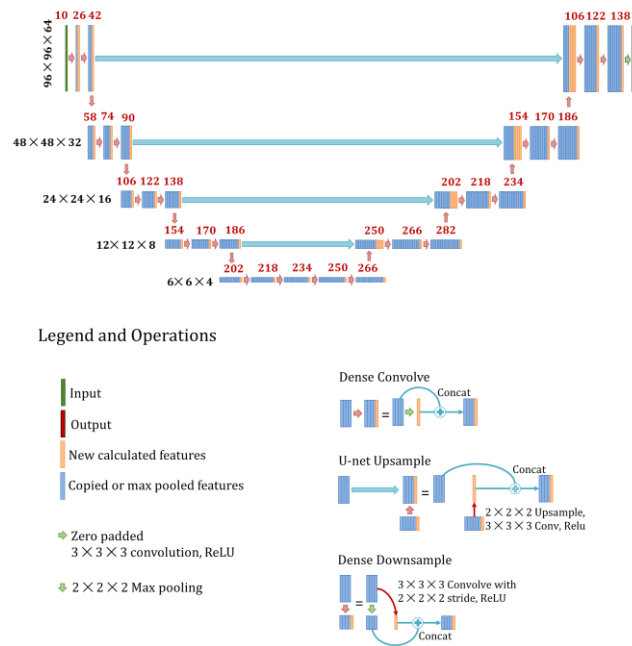 10 26 42 106 122 138
96×96×64
58 74 90 154 170 186
48×48×32
106 122 138 202 218 234
24×24×16
154 170 186 250 266 282
12×12×8
202 218 234 250 266
6×6×4
Legend and Operations
Input
Output
New calculated features
Copied or max pooled features
Zero padded
3×3×3 convolution, ReLU
2×2×2 Max pooling
Dense Convolve
Concat
=
U-net Upsample
Concat
=
2×2×2 Upsample,
3×3×3 Conv, Relu
Dense Downsample
3×3×3 Convolve with
2×2×2 stride, ReLU
=
Concat